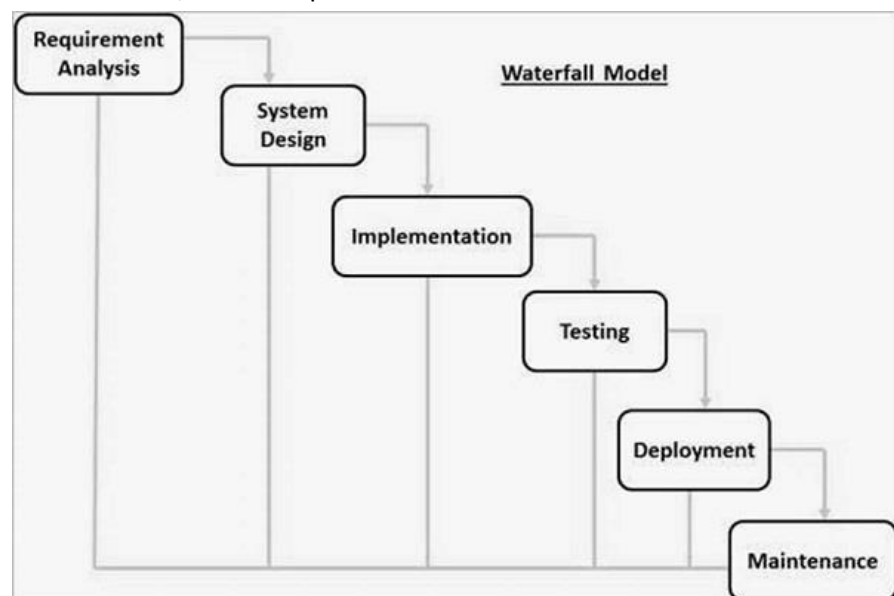 Requirement
Analysis
Waterfall Model
System
Design
Implementation
Testing
Deployment
Maintenance